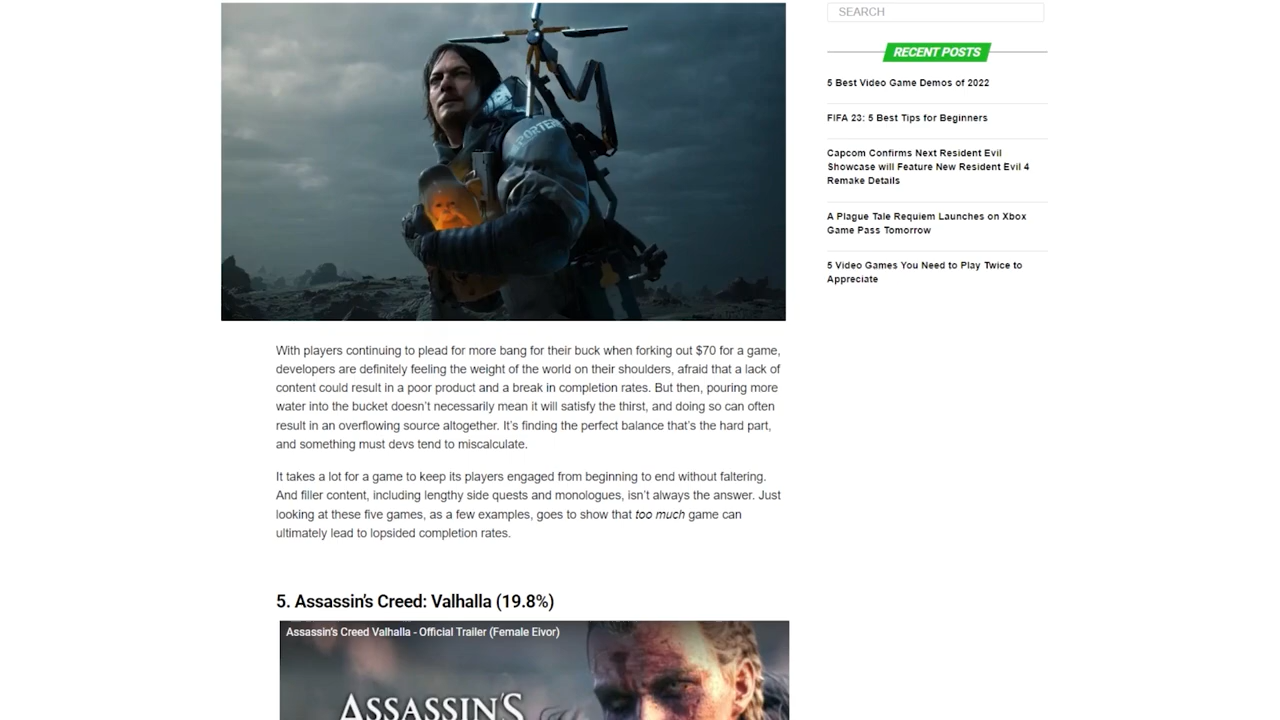 PORTER
SEARCH
RECENT POSTS
5 Best Video Game Demos of 2022
FIFA 23: 5 Best Tips for Beginners
Capcom Confirms Next Resident Evil
Showcase will Feature New Resident Evil 4
Remake Details
A Plague Tale Requiem Launches on Xbox
Game Pass Tomorrow
5 Video Games You Need to Play Twice to
Appreciate
With players continuing to plead for more bang for their buck when forking out $70 for a game,
developers are definitely feeling the weight of the world on their shoulders, afraid that a lack of
content could result in a poor product and a break in completion rates. But then, pouring more
water into the bucket doesn’t necessarily mean it will satisfy the thirst, and doing so can often
result in an overflowing source altogether. It’s finding the perfect balance that’s the hard part,
and something must devs tend to miscalculate.
It takes a lot for a game to keep its players engaged from beginning to end without faltering.
And filler content, including lengthy side quests and monologues, isn’t always the answer. Just
looking at these five games, as a few examples, goes to show that too much game can
ultimately lead to lopsided completion rates.
5. Assassin’s Creed: Valhalla (19.8%)
Assassin's Creed Valhalla - Official Trailer (Female Eivor)
ASSASSIN'S